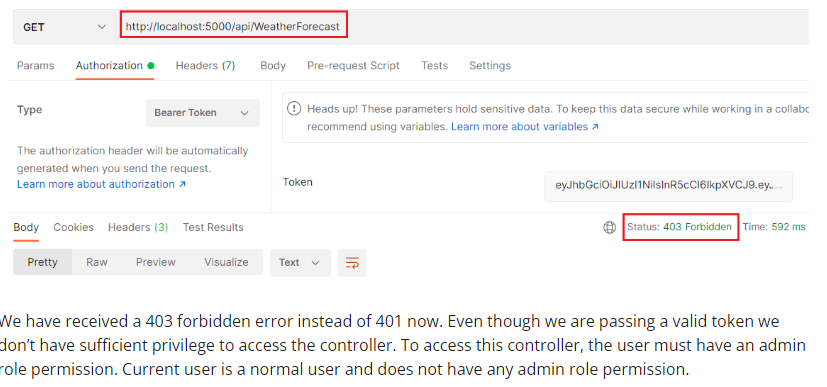 GET http://localhost:5000/api/WeatherForecast
Params Authorization Headers (7) Body Pre-request Script Tests Settings
Type Bearer Token
Heads up! These parameters hold sensitive data. To keep this data secure while working in a collabo
recommend using variables. Learn more about variables ↗
The authorization header will be automatically
generated when you send the request.
Learn more about authorization ↗
Token eyJhbGciOiJIUzI1NiIsInR5cCI6IkpXVCJ9.eyJ...
Body Cookies Headers (3) Test Results Status: 403 Forbidden Time: 592 ms
Pretty Raw Preview Visualize Text
We have received a 403 forbidden error instead of 401 now. Even though we are passing a valid token we
don’t have sufficient privilege to access the controller. To access this controller, the user must have an admin
role permission. Current user is a normal user and does not have any admin role permission.